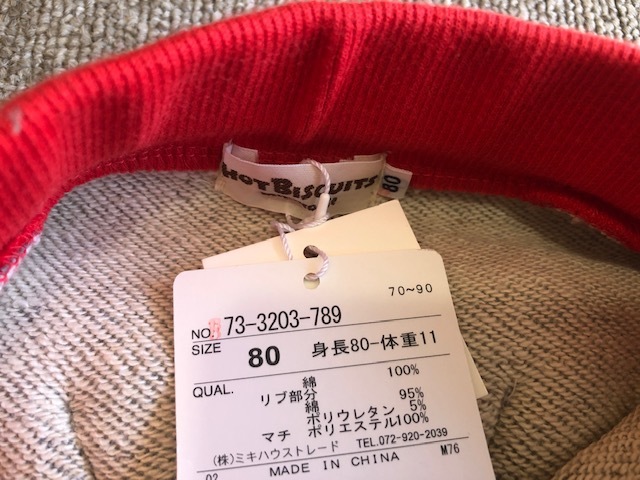 HOT BISCUITS
80
70~90
NO. 73-3203-789
SIZE 80 身長80-体重11
QUAL. 綿 100%
リブ部分
綿 95%
ポリウレタン 5%
マチ ポリエステル100%
(株)ミキハウストレード TEL.072-920-2039
02 MADE IN CHINA M76